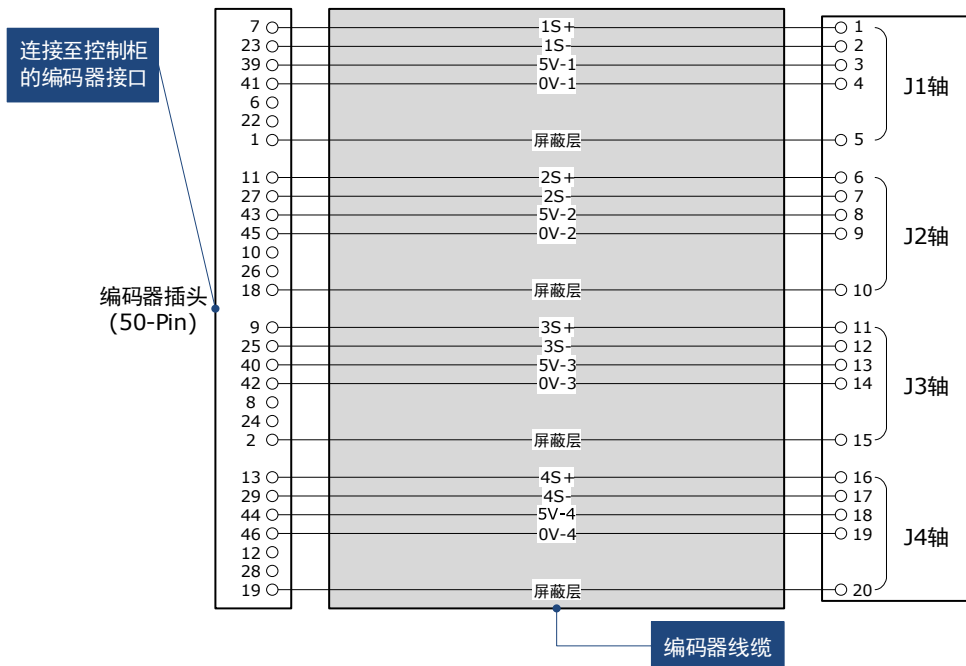 连接至控制柜
的编码器接口
编码器插头
(50-Pin)
7 1S+ 1
23 1S- 2
39 5V-1 3
41 0V-1 4
6
22
1 屏蔽层 5
J1轴
11 2S+ 6
27 2S- 7
43 5V-2 8
45 0V-2 9
10
26
18 屏蔽层 10
J2轴
9 3S+ 11
25 3S- 12
40 5V-3 13
42 0V-3 14
8
24
2 屏蔽层 15
J3轴
13 4S+ 16
29 4S- 17
44 5V-4 18
46 0V-4 19
12
28
19 屏蔽层 20
J4轴
编码器线缆